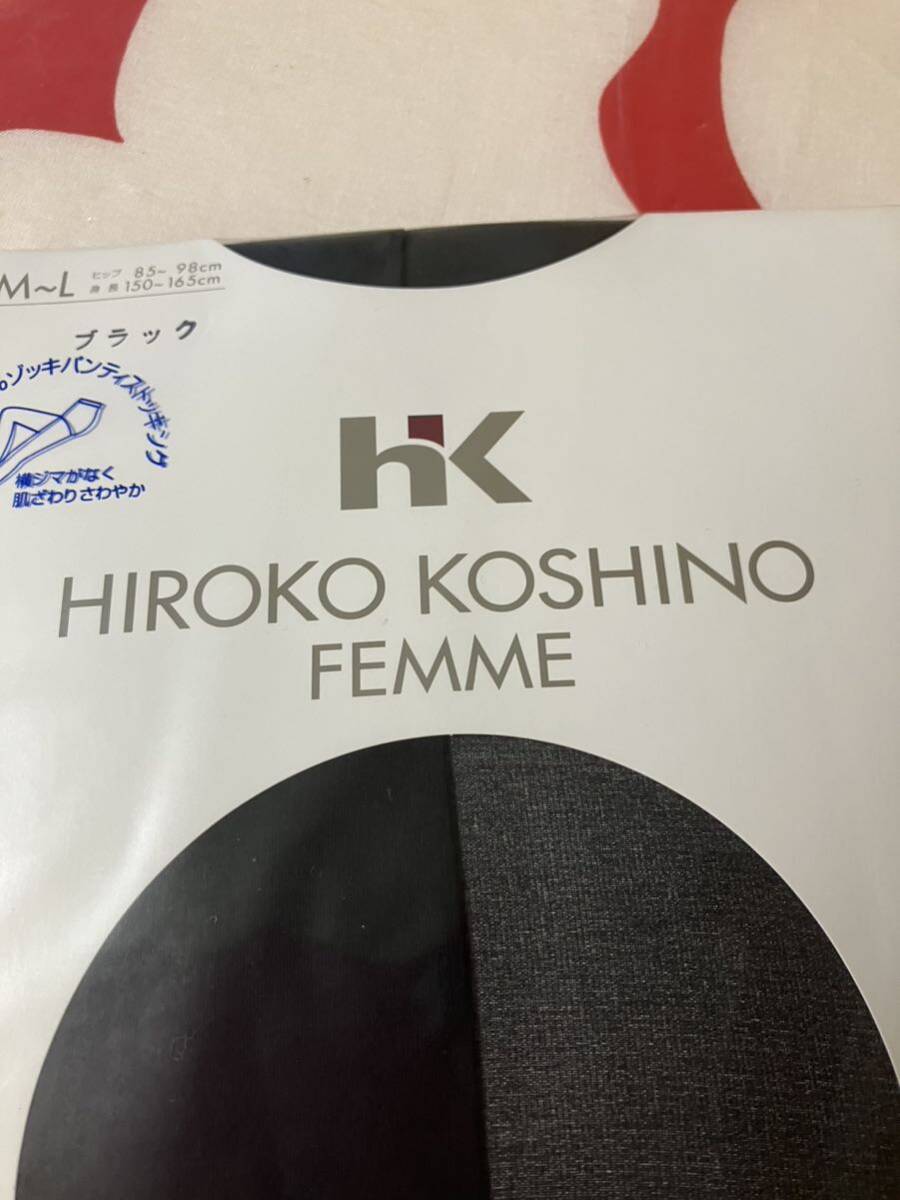 M~L ヒップ 85~98cm
身長 150~165cm
ブラック
%ゾッキパンティストッキング
横ジマがなく
肌ざわりさわやか
hK
HIROKO KOSHINO
FEMME